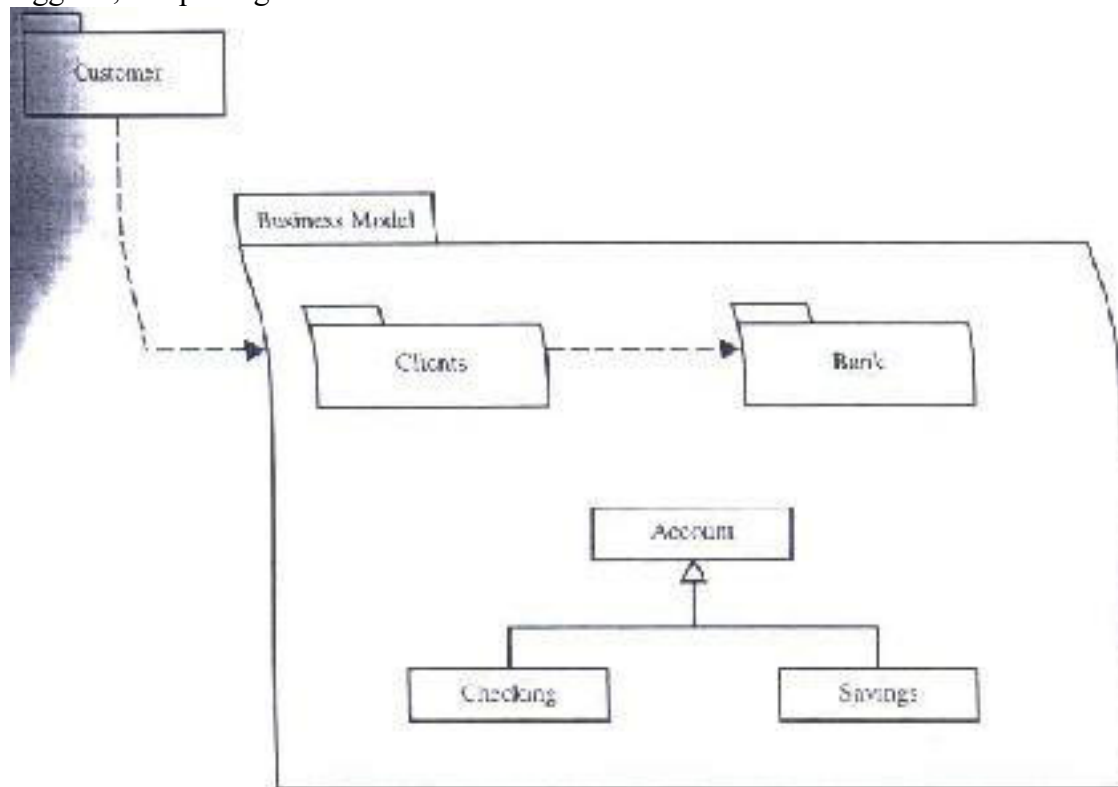 Customer
Business Model
Clients
Bank
Account
Checking
Savings